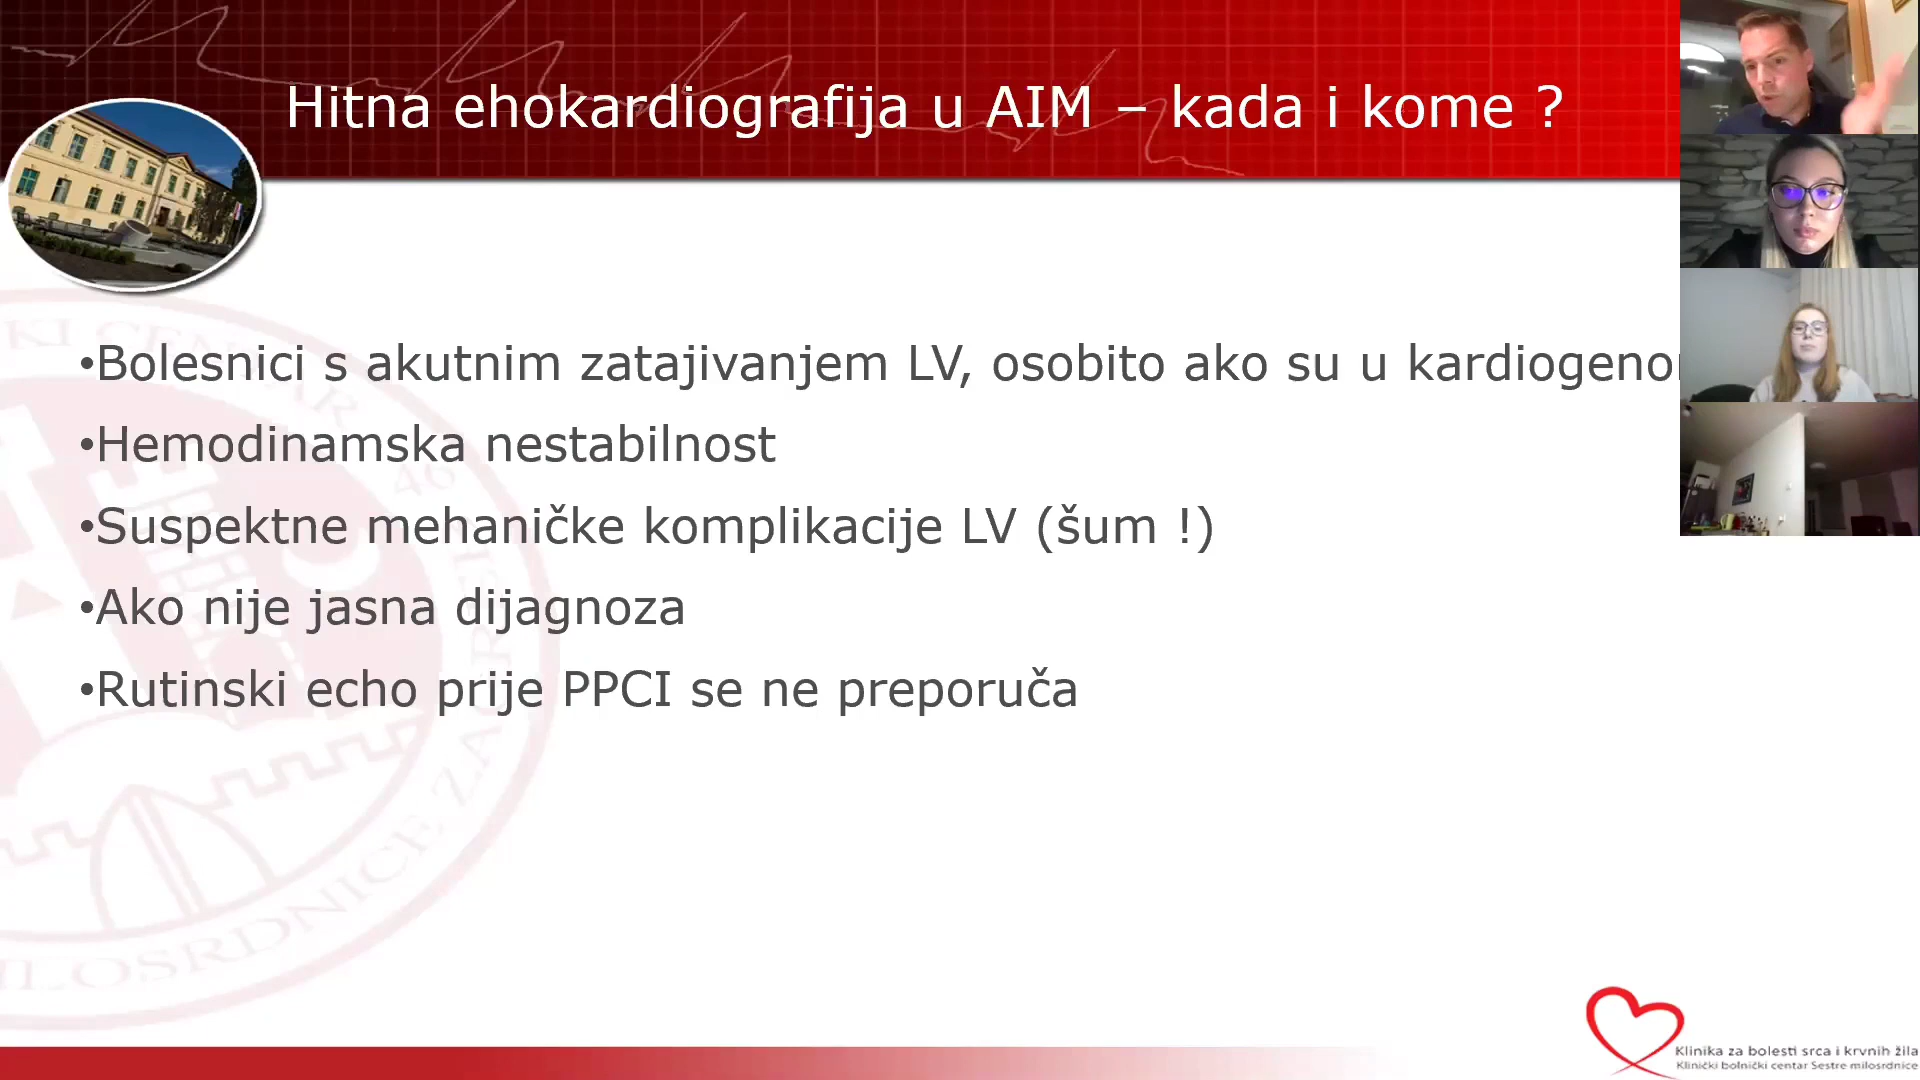 Hitna ehokardiografija u AIM – kada i kome ?
•Bolesnici s akutnim zatajivanjem LV, osobito ako su u
•Hemodinamska nestabilnost
•Suspektne mehaničke komplikacije LV (šum !)
•Ako nije jasna dijagnoza
•Rutinski echo prije PPCI se ne preporuča
MILOSRDNICE ZAGREB
Klinika za bolesti srca i krvnih žila
Klinički bolnički centar Sestre milosrdnice